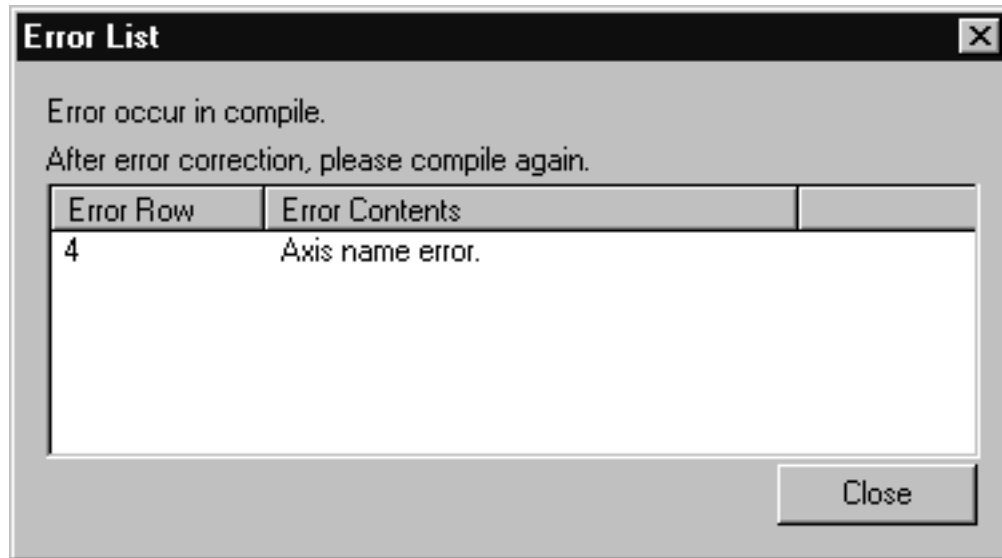 Error List
Error occur in compile.
After error correction, please compile again.
Error Row Error Contents
4 Axis name error.
Close